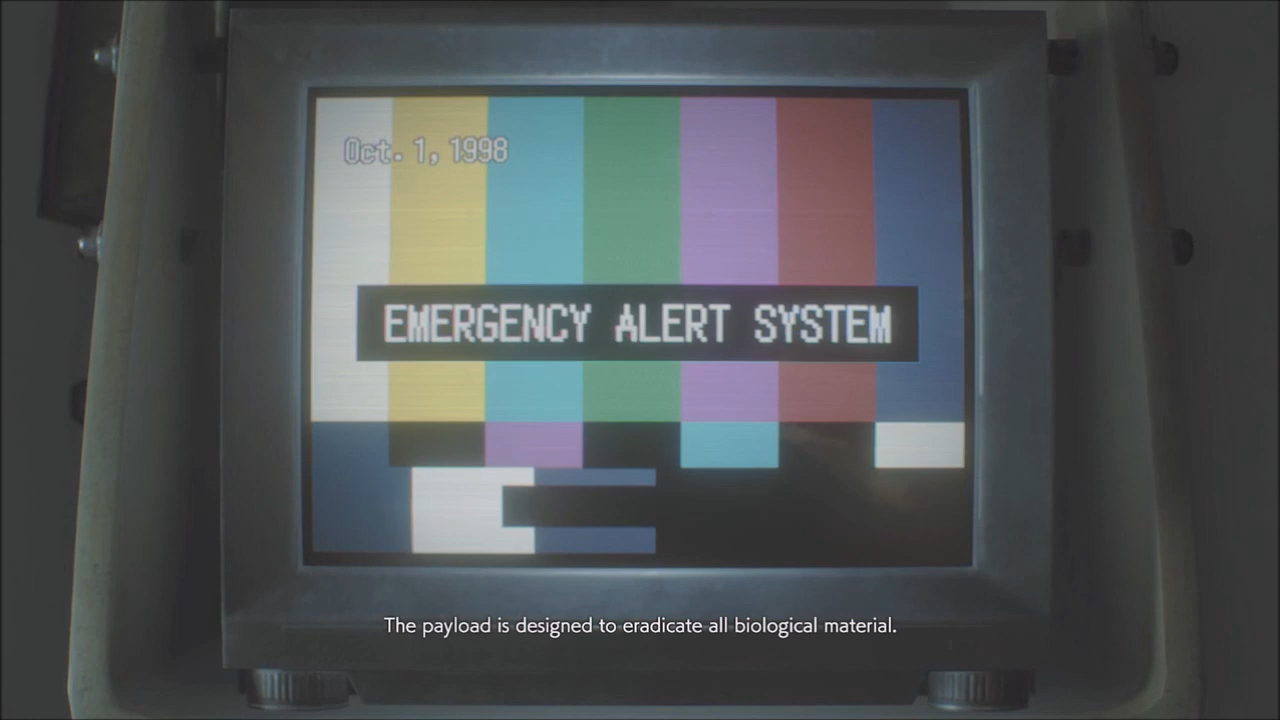 Oct. 1, 1998
EMERGENCY ALERT SYSTEM
The payload is designed to eradicate all biological material.